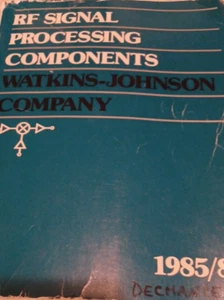 RF SIGNAL
PROCESSING
COMPONENTS
WATKINS-JOHNSON
COMPANY
1985/8